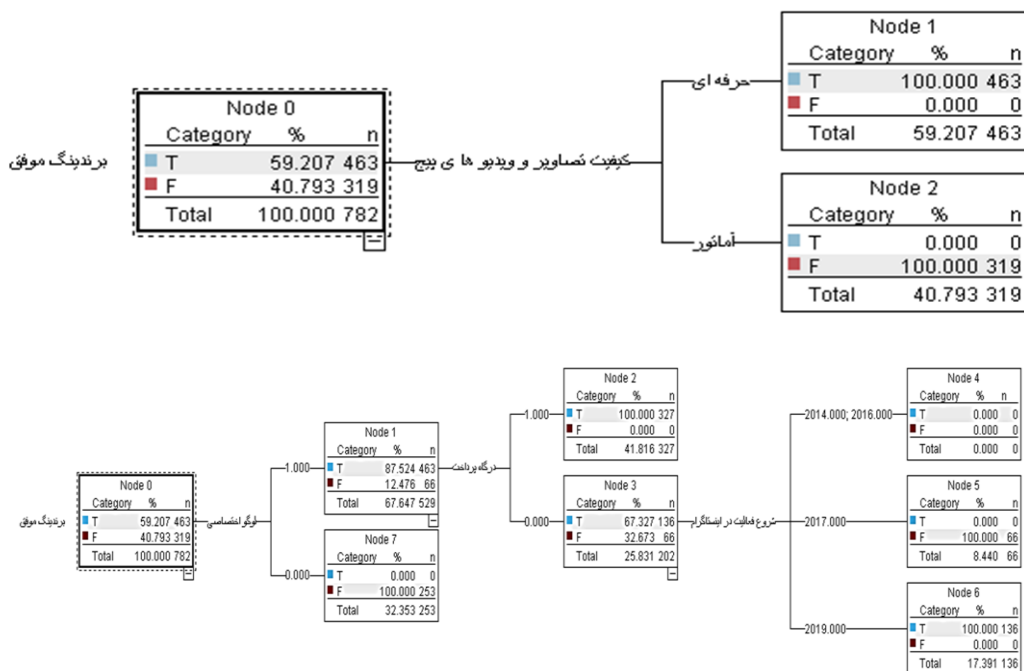 برندینگ موفق
Node 0
Category % n
T 59.207 463
F 40.793 319
Total 100.000 782
کیفیت تصاویر و ویدیو ها ی پیج
حرفه ای
Node 1
Category % n
T 100.000 463
F 0.000 0
Total 59.207 463
آماتور
Node 2
Category % n
T 0.000 0
F 100.000 319
Total 40.793 319
برندینگ موفق
Node 0
Category % n
T 59.207 463
F 40.793 319
Total 100.000 782
لوگو اختصاصی
1.000
Node 1
Category % n
T 87.524 463
F 12.476 66
Total 67.647 529
0.000
Node 7
Category % n
T 0.000 0
F 100.000 253
Total 32.353 253
درگاه پرداخت
1.000
Node 2
Category % n
T 100.000 327
F 0.000 0
Total 41.816 327
0.000
Node 3
Category % n
T 67.327 136
F 32.673 66
Total 25.831 202
شروع فعالیت در اینستاگرام
2014.000; 2016.000
Node 4
Category % n
T 0.000 0
F 0.000 0
Total 0.000 0
2017.000
Node 5
Category % n
T 0.000 0
F 100.000 66
Total 8.440 66
2019.000
Node 6
Category % n
T 100.000 136
F 0.000 0
Total 17.391 136